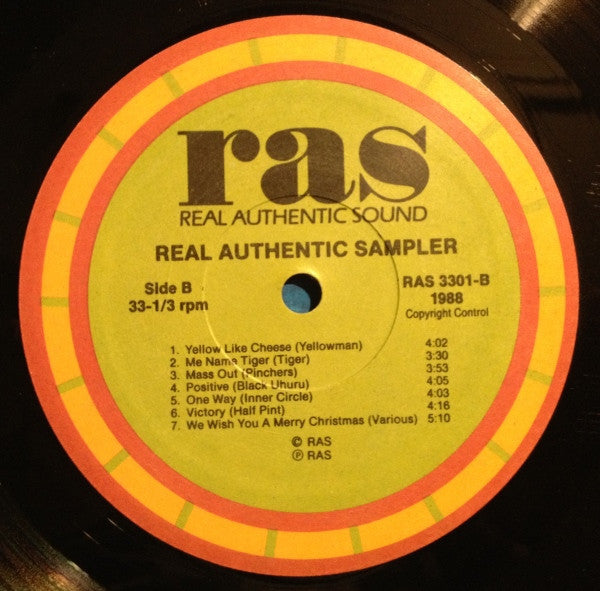 ras
REAL AUTHENTIC SOUND
REAL AUTHENTIC SAMPLER
Side B
33-1/3 rpm
RAS 3301-B
1988
Copyright Control
1. Yellow Like Cheese (Yellowman) 4:02
2. Me Name Tiger (Tiger) 3:30
3. Mass Out (Pinchers) 3:53
4. Positive (Black Uhuru) 4:05
5. One Way (Inner Circle) 4:03
6. Victory (Half Pint) 4:16
7. We Wish You A Merry Christmas (Various) 5:10
© RAS
℗ RAS